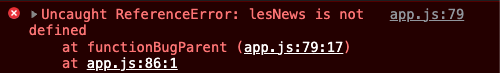 Uncaught ReferenceError: lesNews is not app.js:79
defined
at functionBugParent (app.js:79:17)
at app.js:86:1